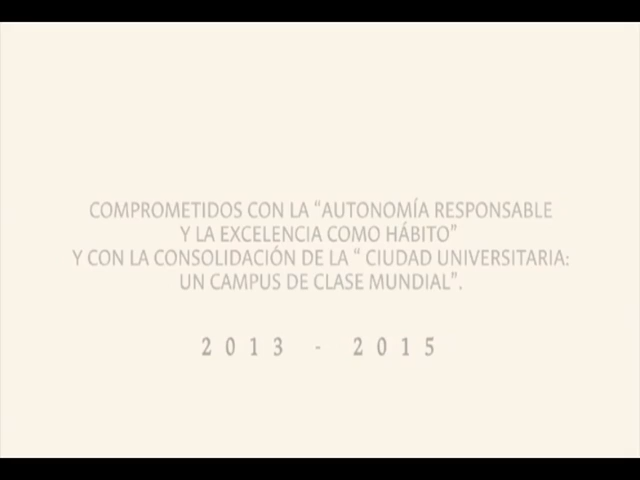 COMPROMETIDOS CON LA “AUTONOMÍA RESPONSABLE
Y LA EXCELENCIA COMO HÁBITO”
Y CON LA CONSOLIDACIÓN DE LA “ CIUDAD UNIVERSITARIA:
UN CAMPUS DE CLASE MUNDIAL”.
2013 - 2015